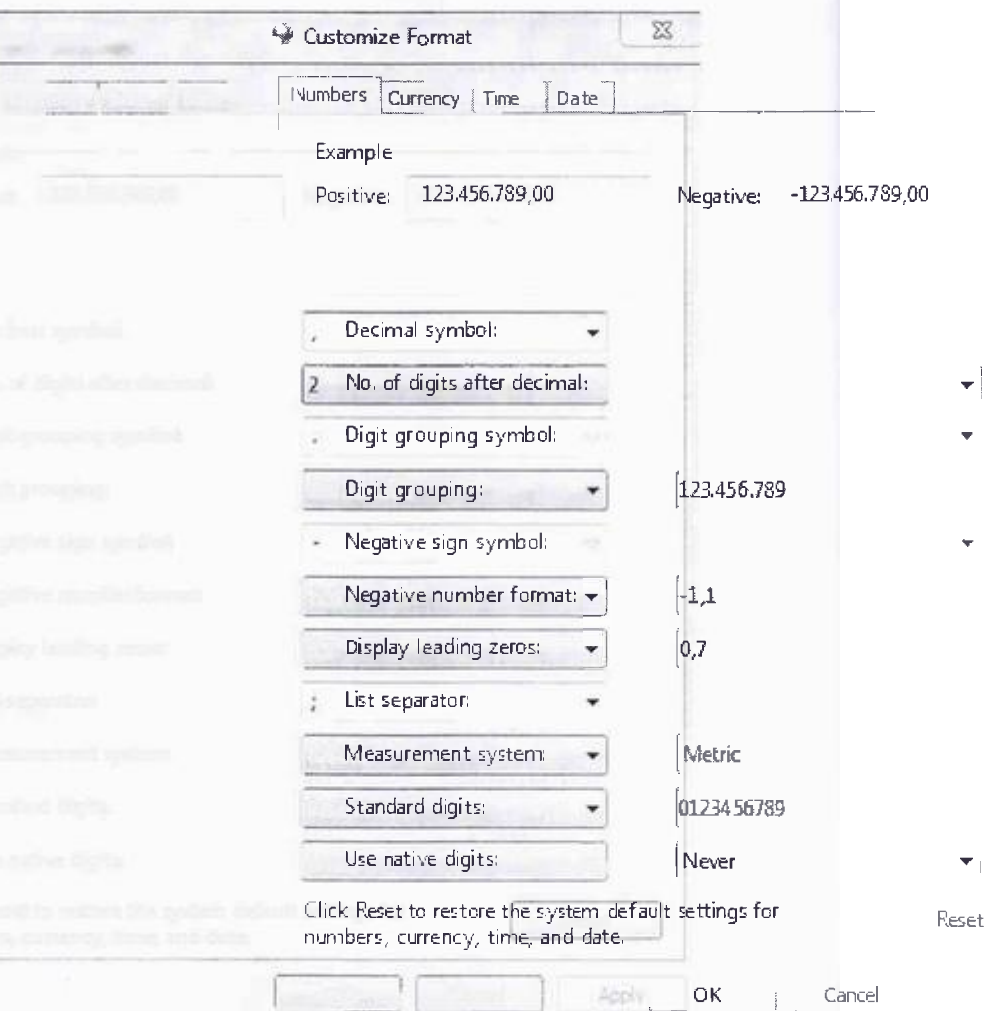 Customize Format
Numbers Currency Time Date
Example
Positive: 123.456.789,00 Negative: -123.456.789,00
, Decimal symbol:
2 No. of digits after decimal:
. Digit grouping symbol:
Digit grouping: 123.456.789
- Negative sign symbol:
Negative number format: -1,1
Display leading zeros: 0,7
; List separator:
Measurement system: Metric
Standard digits: 0123456789
Use native digits: Never
Click Reset to restore the system default settings for
numbers, currency, time, and date.
Reset
Apply OK Cancel